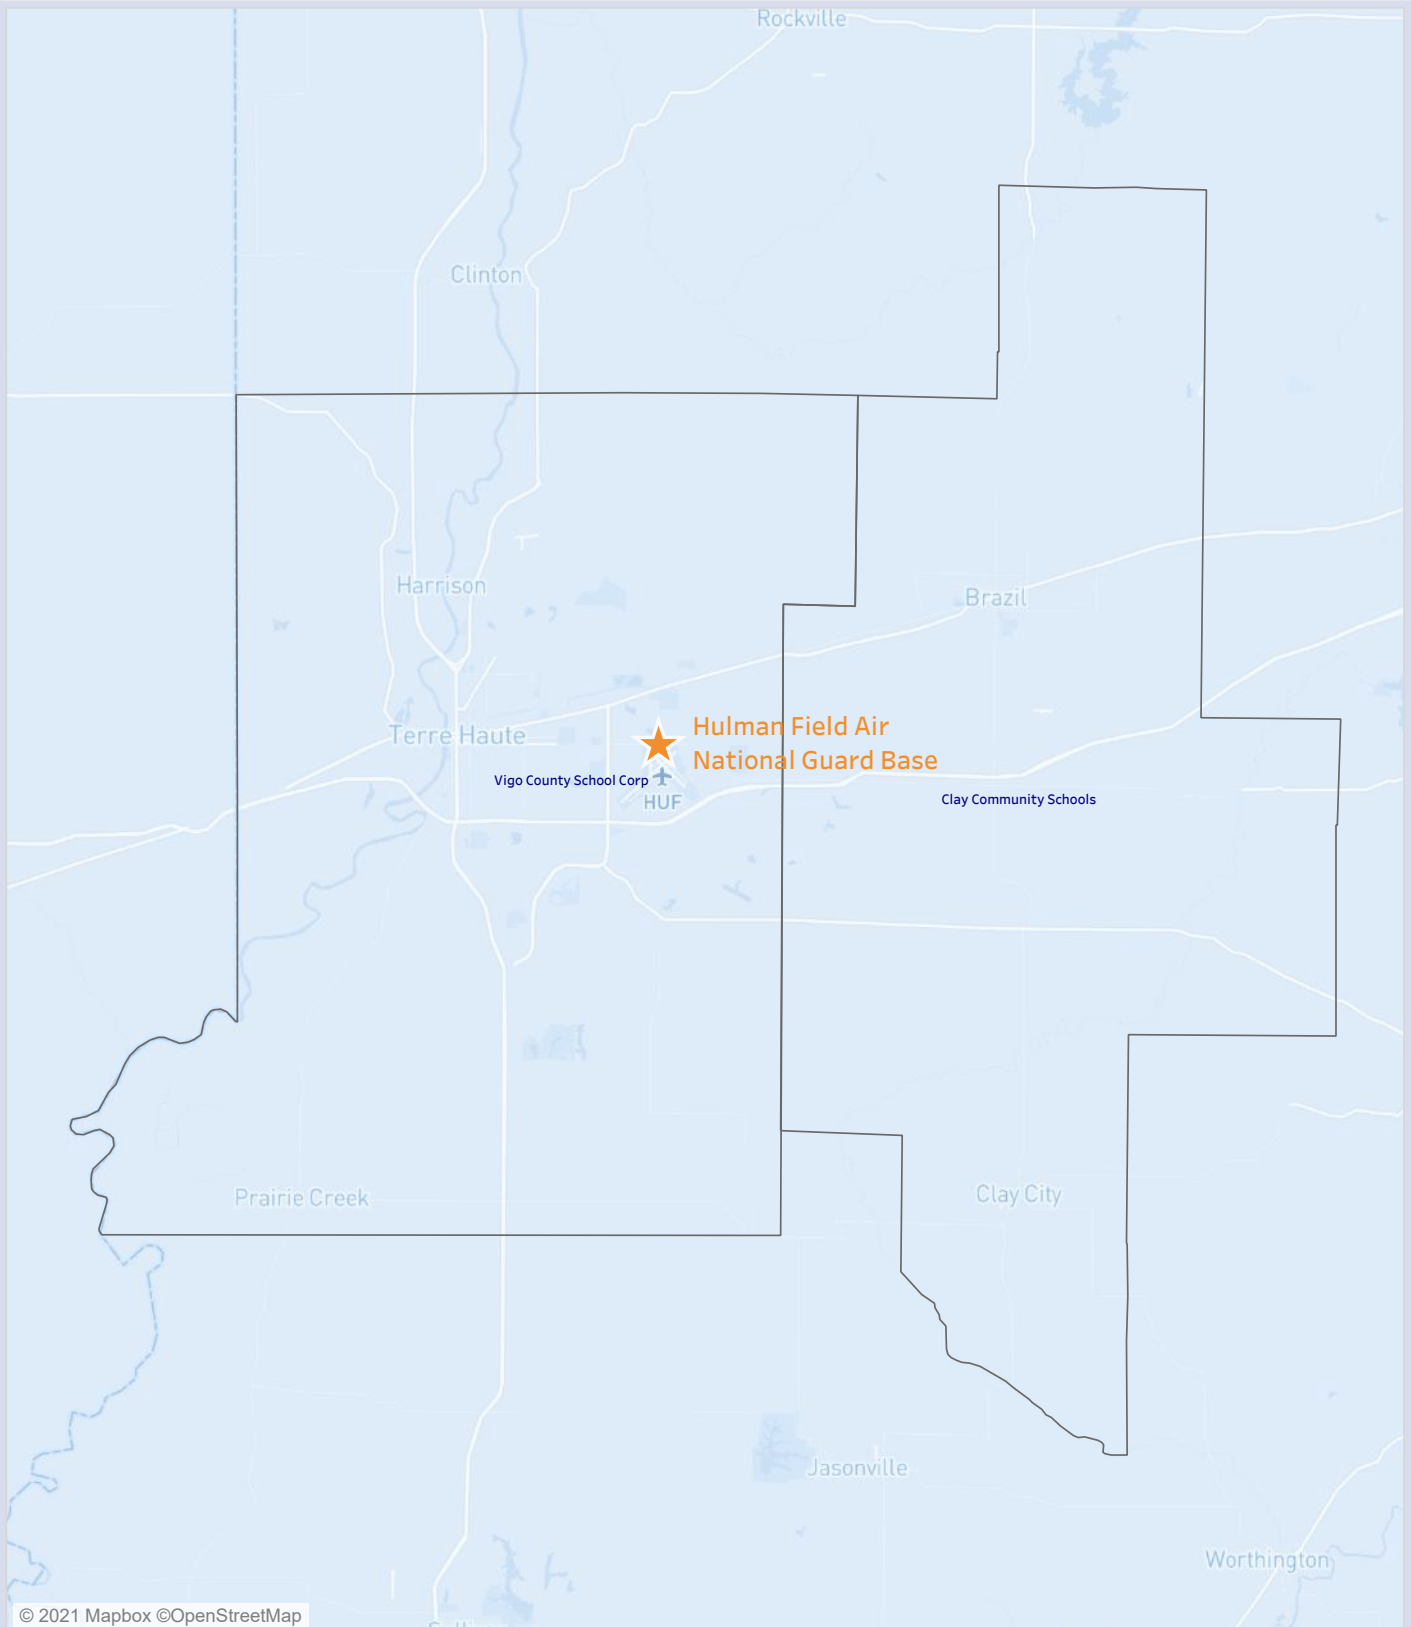 Rockville
Clinton
Harrison
Brazil
Terre Haute
Hulman Field Air
National Guard Base
Vigo County School Corp
HUF
Clay Community Schools
Prairie Creek
Clay City
Jasonville
Worthington
© 2021 Mapbox ©OpenStreetMap